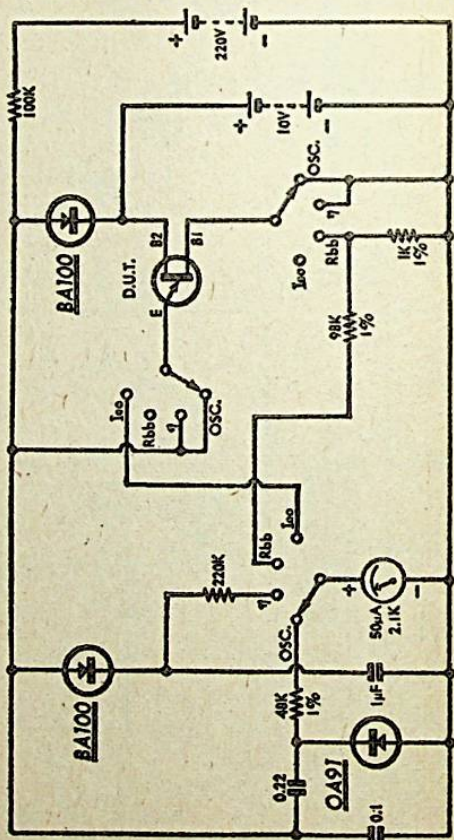 100K
BA100
BA100
220V
+
-
10V
+
-
D.U.T.
B2
B1
E
OSC.
η
Rbb
Ioo
Ioo
Rbb
η
OSC.
220K
η
Rbb
Ioo
OSC.
98K
1%
1K
1%
48K
1%
0.22
OA91
0.1
1µF
50µA
2.1K
+
-